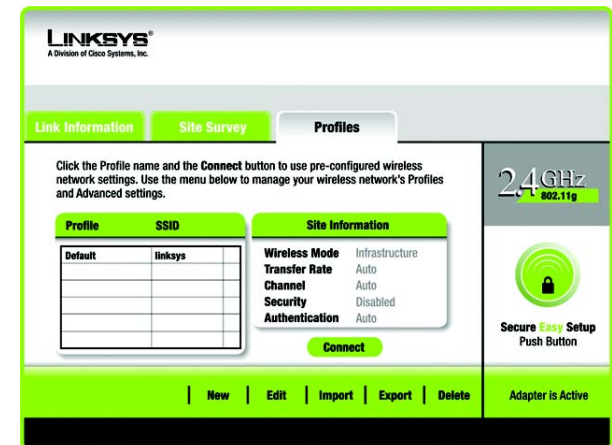 LINKSYS®
A Division of Cisco Systems, Inc.
Link Information Site Survey Profiles
Click the Profile name and the Connect button to use pre-configured wireless
network settings. Use the menu below to manage your wireless network's Profiles
and Advanced settings.
Profile SSID
Default linksys
Site Information
Wireless Mode Infrastructure
Transfer Rate Auto
Channel Auto
Security Disabled
Authentication Auto
Connect
2,4GHz
802.11g
Secure Easy Setup
Push Button
New Edit Import Export Delete
Adapter is Active